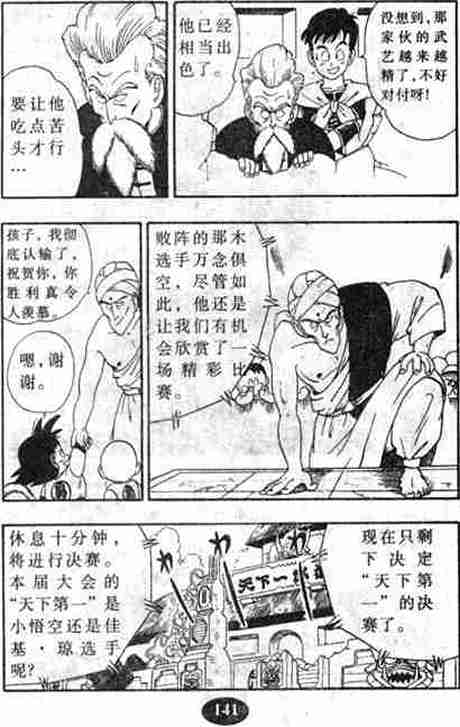 没想到，那
家伙的武
艺越来越
精了，不好
对付呀！
他已经
相当出
色了。
要让他
吃点苦
头才行
…
败阵的那木
选手万念俱
空，尽管如
此，他还是
让我们有机
会欣赏了一
场精彩比
赛。
孩子，我彻
底认输了，
祝贺你，你
胜利真令
人羡慕。
嗯，谢
谢。
现在只剩
下决定
“天下第
一”的决
赛了。
わ
わ
天下一
休息十分钟，
将进行决赛。
本届大会的
“天下第一”是
小悟空还是佳
基·琼选手
呢？
141